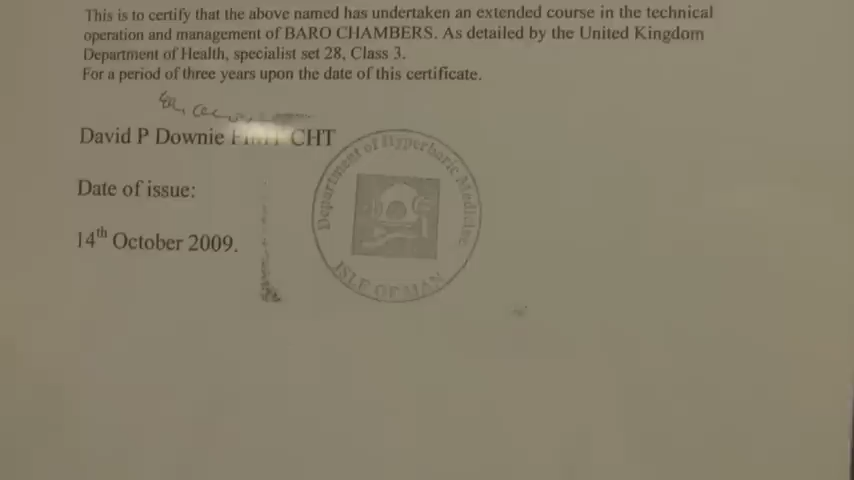 This is to certify that the above named has undertaken an extended course in the technical
operation and management of BARO CHAMBERS. As detailed by the United Kingdom
Department of Health, specialist set 28, Class 3.
For a period of three years upon the date of this certificate.
David P Downie CHT
Department of Hyperbaric Medicine
ISLE OF MAN
Date of issue:
14th October 2009.